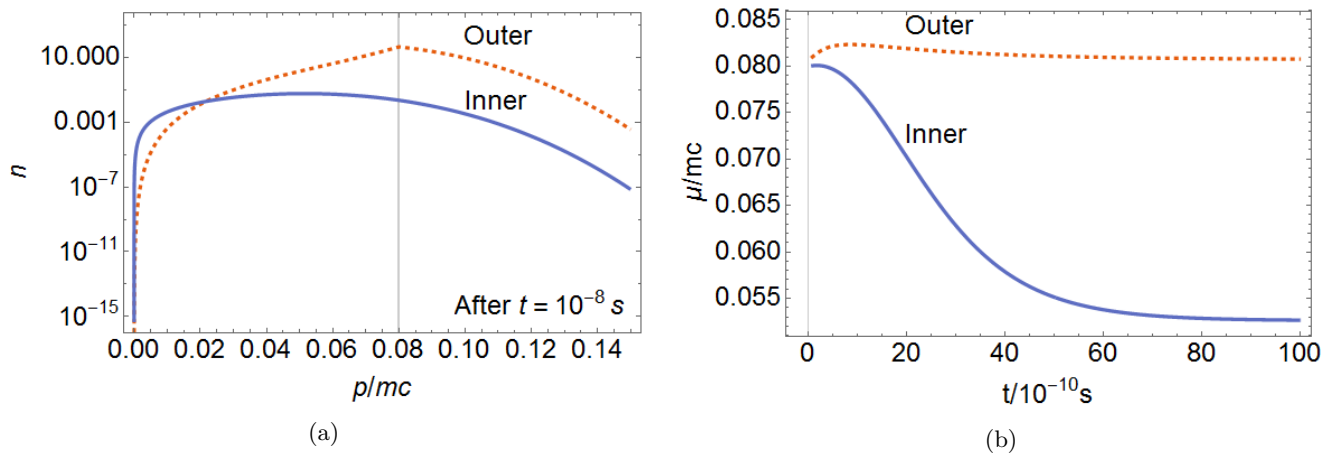 Outer
10.000
Inner
0.001
n
10⁻⁷
10⁻¹¹
10⁻¹⁵
After t = 10⁻⁸ s
0.00 0.02 0.04 0.06 0.08 0.10 0.12 0.14
p/mc
(a)
0.085
Outer
0.080
0.075
Inner
0.070
μ/mc
0.065
0.060
0.055
0 20 40 60 80 100
t/10⁻¹⁰s
(b)